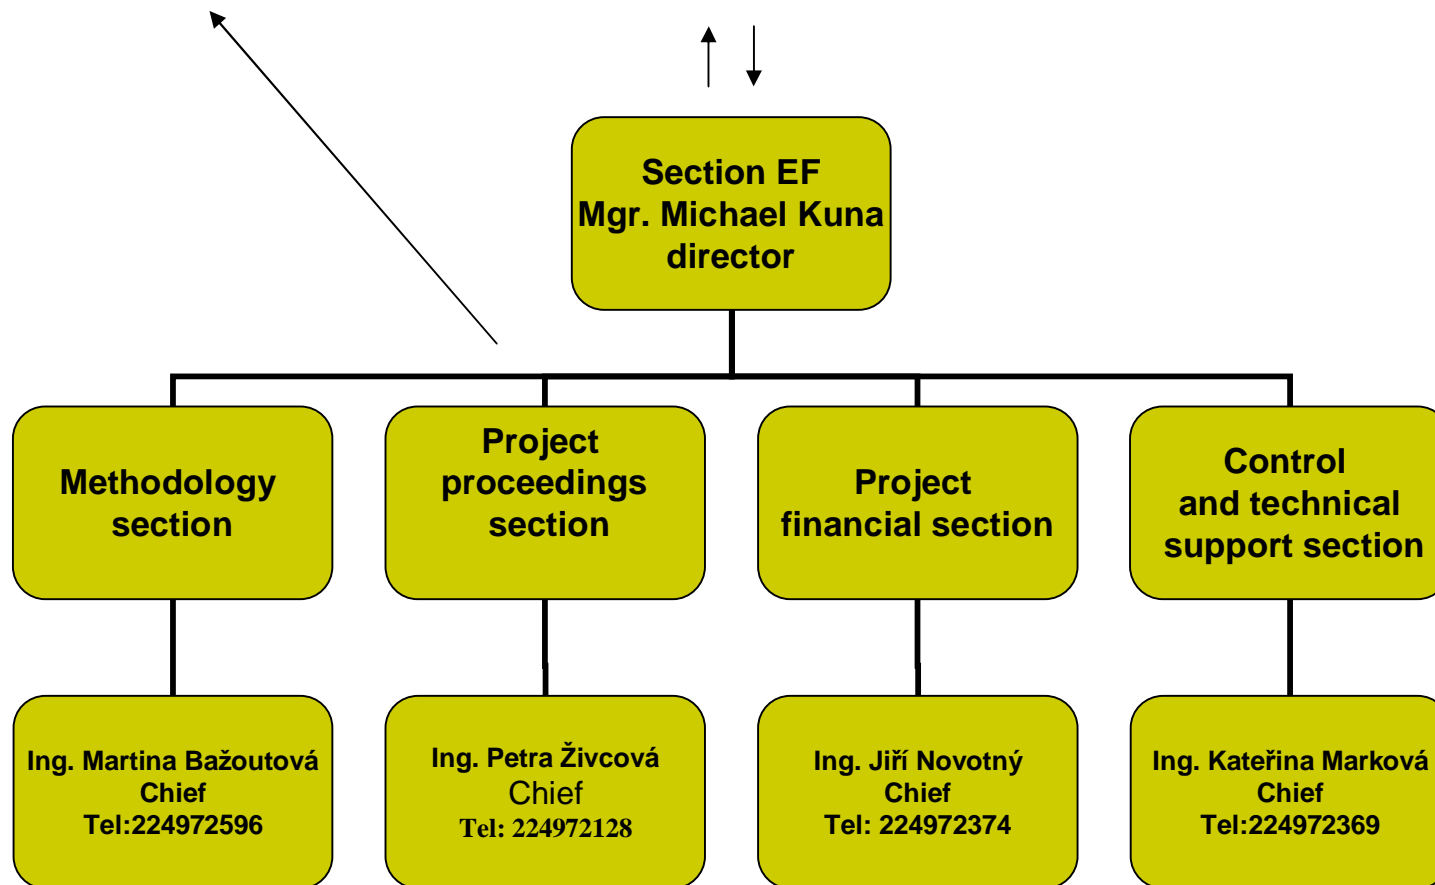 Section EF
Mgr. Michael Kuna
director
Methodology
section
Project
proceedings
section
Project
financial section
Control
and technical
support section
Ing. Martina Bažoutová
Chief
Tel:224972596
Ing. Petra Živcová
Chief
Tel: 224972128
Ing. Jiří Novotný
Chief
Tel: 224972374
Ing. Kateřina Marková
Chief
Tel:224972369